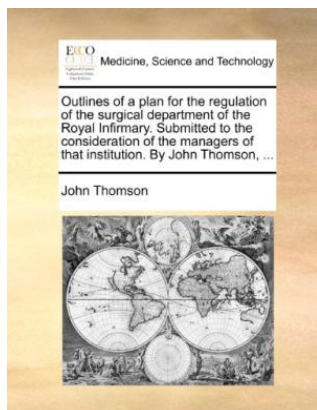 ECCO
Medicine, Science and Technology
Outlines of a plan for the regulation
of the surgical department of the
Royal Infirmary. Submitted to the
consideration of the managers of
that institution. By John Thomson, ...
John Thomson